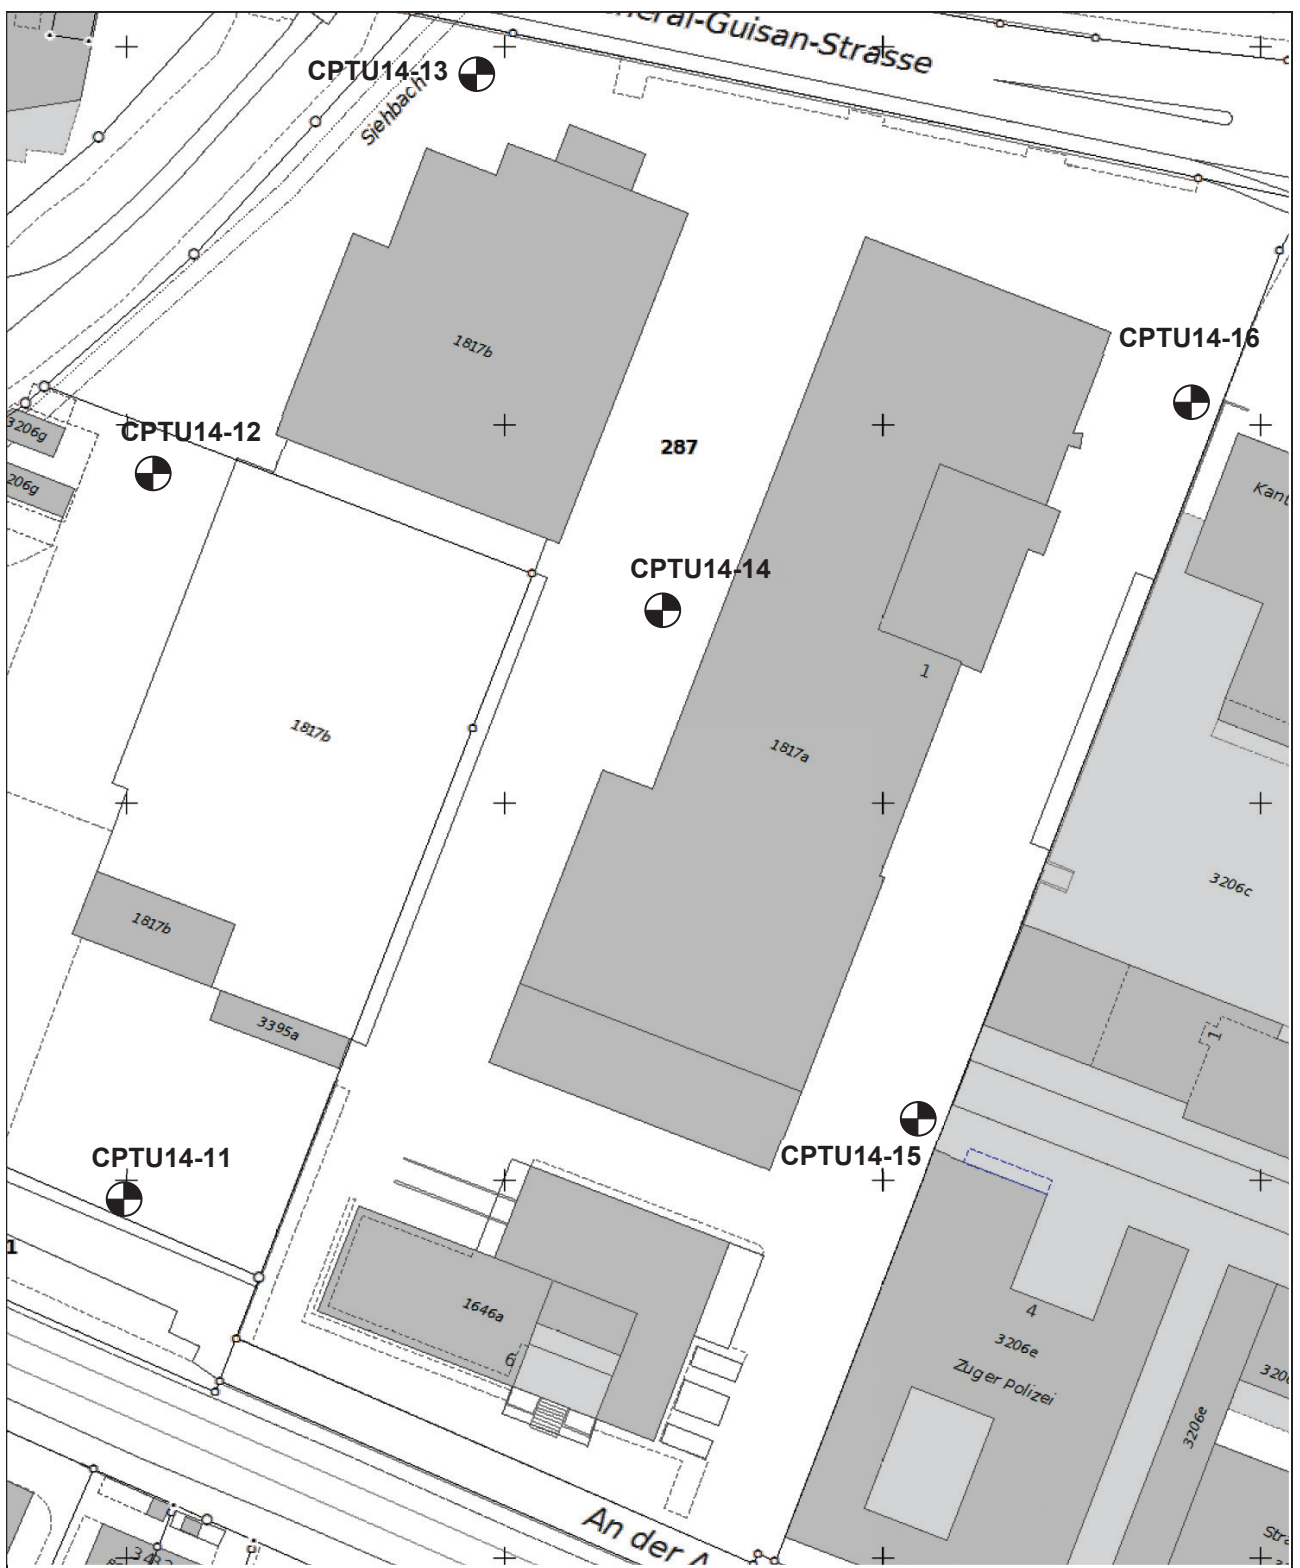 General-Guisan-Strasse
CPTU14-13
Siehbach
CPTU14-16
1817b
CPTU14-12
3206g
287
206g
Kant
CPTU14-14
1
1817b
1817a
3206c
1817b
3395a
1
CPTU14-11
CPTU14-15
1
1646a
4
3206e
6
Zuger Polizei
3206e
An der A